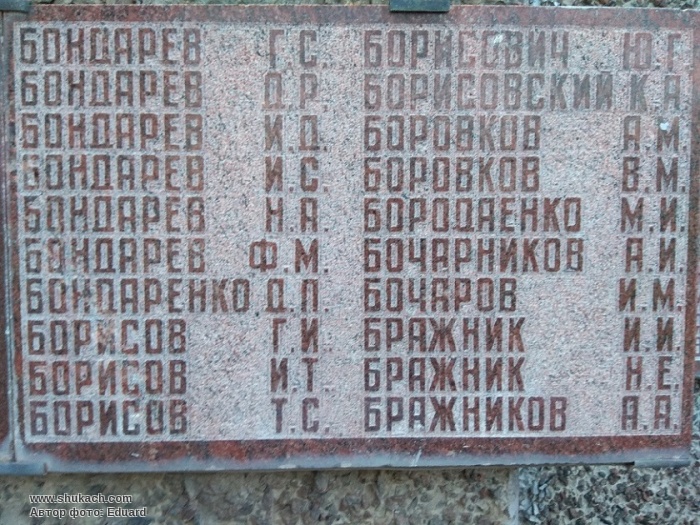 БОНДАРЕВ Г.С.
БОНДАРЕВ Д.Р.
БОНДАРЕВ И.Д.
БОНДАРЕВ И.С.
БОНДАРЕВ Н.А.
БОНДАРЕВ Ф.М.
БОНДАРЕНКО Д.П.
БОРИСОВ Г.И.
БОРИСОВ И.Т.
БОРИСОВ Т.С.
БОРИСОВИЧ Ю.Г.
БОРИСОВСКИЙ К.А.
БОРОВКОВ А.М.
БОРОВКОВ В.М.
БОРОДАЕНКО М.И.
БОЧАРНИКОВ А.И.
БОЧАРОВ И.М.
БРАЖНИК И.И.
БРАЖНИК Н.Е.
БРАЖНИКОВ А.А.
www.shukach.com
Автор фото: Eduard